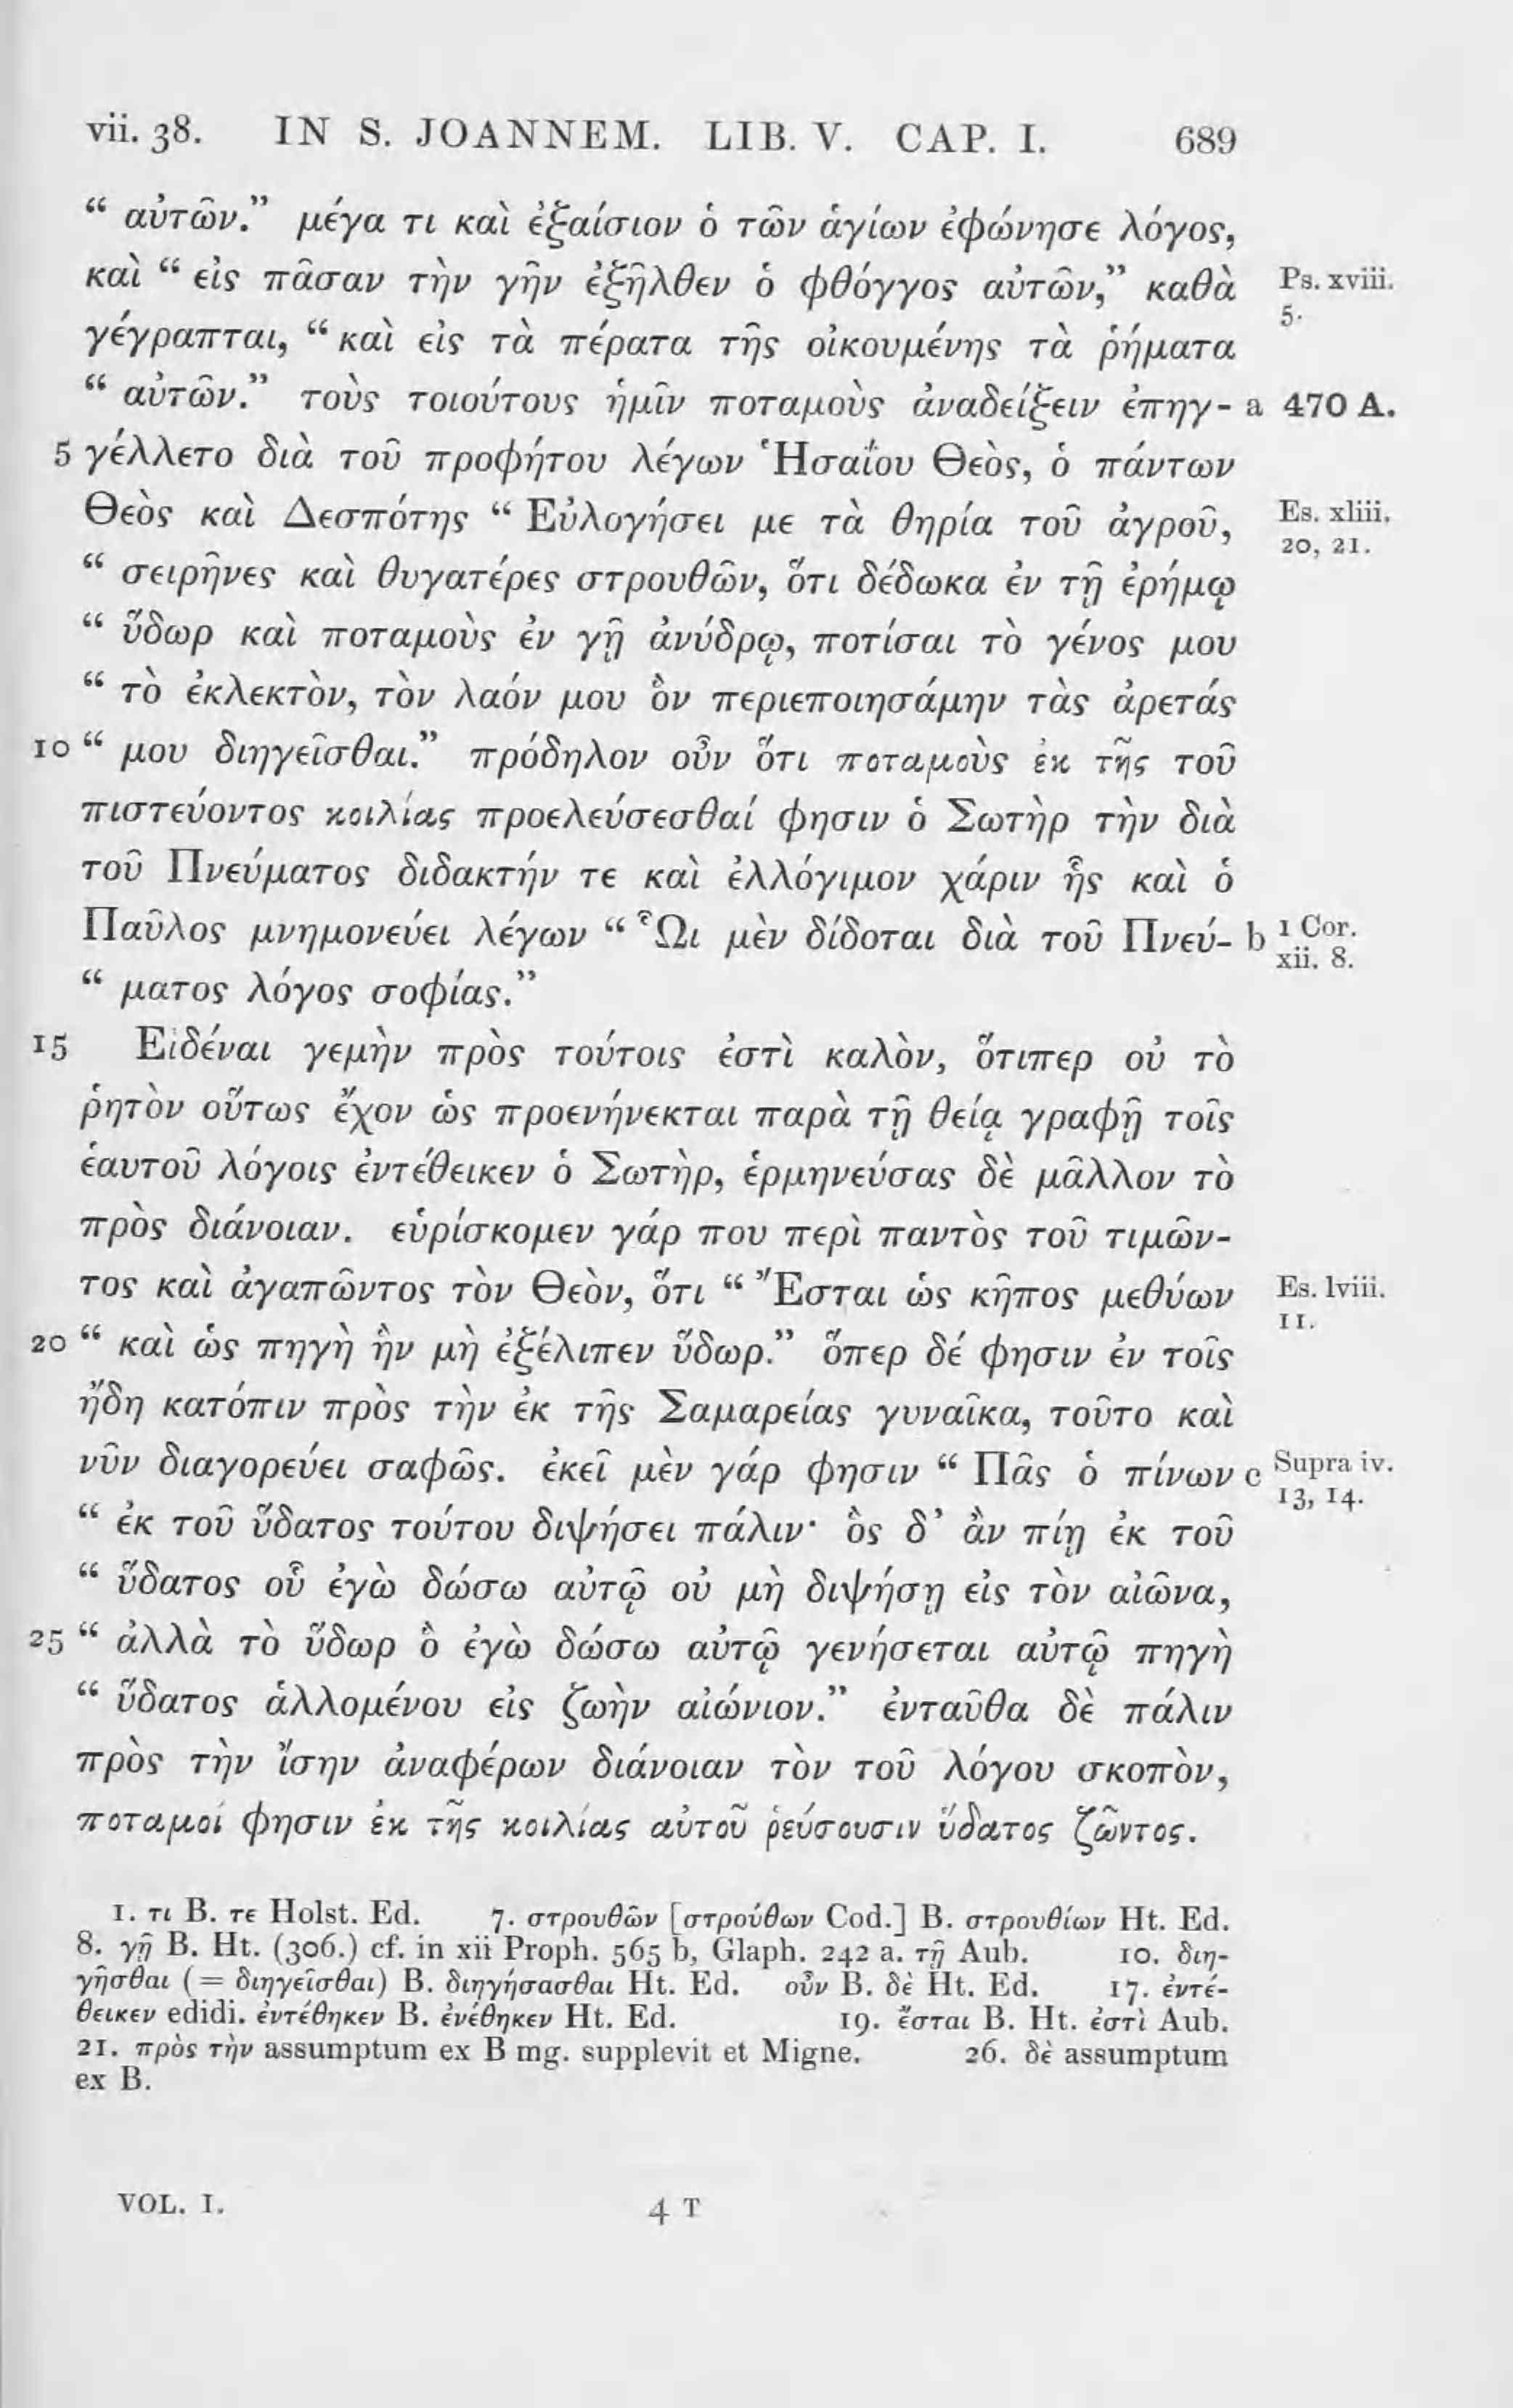 vii. 38. IN S. JOANNEM. LIB. V. CAP. I. 689
“ αὐτῶν.” μέγα τι καὶ ἐξαίσιον ὁ τῶν ἁγίων ἐφώνησε λόγος,
καὶ “ εἰς πᾶσαν τὴν γῆν ἐξῆλθεν ὁ φθόγγος αὐτῶν,” καθὰ Ps. xviii.
5.
γέγραπται, “ καὶ εἰς τὰ πέρατα τῆς οἰκουμένης τὰ ῥήματα
“ αὐτῶν.” τοὺς τοιούτους ἡμῖν ποταμοὺς ἀναδείξειν ἐπηγ- a 470 A.
5 γέλλετο διὰ τοῦ προφήτου λέγων Ἡσαΐου Θεὸς, ὁ πάντων
Θεὸς καὶ Δεσπότης “ Εὐλογήσει με τὰ θηρία τοῦ ἀγροῦ, Es. xliii.
20, 21.
“ σειρῆνες καὶ θυγατέρες στρουθῶν, ὅτι δέδωκα ἐν τῇ ἐρήμῳ
“ ὕδωρ καὶ ποταμοὺς ἐν γῇ ἀνύδρῳ, ποτίσαι τὸ γένος μου
“ τὸ ἐκλεκτὸν, τὸν λαόν μου ὃν περιεποιησάμην τὰς ἀρετάς
10 “ μου διηγεῖσθαι.” πρόδηλον οὖν ὅτι ποταμοὺς ἐκ τῆς τοῦ
πιστεύοντος κοιλίας προελεύσεσθαί φησιν ὁ Σωτὴρ τὴν διὰ
τοῦ Πνεύματος διδακτήν τε καὶ ἐλλόγιμον χάριν ἧς καὶ ὁ
Παῦλος μνημονεύει λέγων “ ῟Ωι μὲν δίδοται διὰ τοῦ Πνεύ- b 1 Cor.
xii. 8.
“ ματος λόγος σοφίας.”
15 Εἰδέναι γεμὴν πρὸς τούτοις ἐστὶ καλὸν, ὅτιπερ οὐ τὸ
ῥητὸν οὕτως ἔχον ὡς προενήνεκται παρὰ τῇ θείᾳ γραφῇ τοῖς
ἑαυτοῦ λόγοις ἐντέθεικεν ὁ Σωτὴρ, ἑρμηνεύσας δὲ μᾶλλον τὸ
πρὸς διάνοιαν. εὑρίσκομεν γάρ που περὶ παντὸς τοῦ τιμῶν-
τος καὶ ἀγαπῶντος τὸν Θεὸν, ὅτι “ Ἔσται ὡς κῆπος μεθύων Es. lviii.
11.
20 “ καὶ ὡς πηγὴ ἣν μὴ ἐξέλιπεν ὕδωρ.” ὅπερ δέ φησιν ἐν τοῖς
ἤδη κατόπιν πρὸς τὴν ἐκ τῆς Σαμαρείας γυναῖκα, τοῦτο καὶ
νῦν διαγορεύει σαφῶς. ἐκεῖ μὲν γάρ φησιν “ Πᾶς ὁ πίνων c Supra iv.
13, 14.
“ ἐκ τοῦ ὕδατος τούτου διψήσει πάλιν· ὃς δ’ ἂν πίῃ ἐκ τοῦ
“ ὕδατος οὗ ἐγὼ δώσω αὐτῷ οὐ μὴ διψήσῃ εἰς τὸν αἰῶνα,
25 “ ἀλλὰ τὸ ὕδωρ ὃ ἐγὼ δώσω αὐτῷ γενήσεται αὐτῷ πηγὴ
“ ὕδατος ἁλλομένου εἰς ζωὴν αἰώνιον.” ἐνταῦθα δὲ πάλιν
πρὸς τὴν ἴσην ἀναφέρων διάνοιαν τὸν τοῦ λόγου σκοπὸν,
ποταμοί φησιν ἐκ τῆς κοιλίας αὐτοῦ ῥεύσουσιν ὕδατος ζῶντος.
1. τι B. τε Holst. Ed. 7. στρουθῶν [στρούθων Cod.] B. στρουθίων Ht. Ed.
8. γῇ B. Ht. (306.) cf. in xii Proph. 565 b, Glaph. 242 a. τῇ Aub. 10. διη-
γῆσθαι (= διηγεῖσθαι) B. διηγήσασθαι Ht. Ed. οὖν B. δὲ Ht. Ed. 17. ἐντέ-
θεικεν edidi. ἐντέθηκεν B. ἐνέθηκεν Ht. Ed. 19. ἔσται B. Ht. ἐστὶ Aub.
21. πρὸς τὴν assumptum ex B mg. supplevit et Migne. 26. δὲ assumptum
ex B.
VOL. I. 4 T